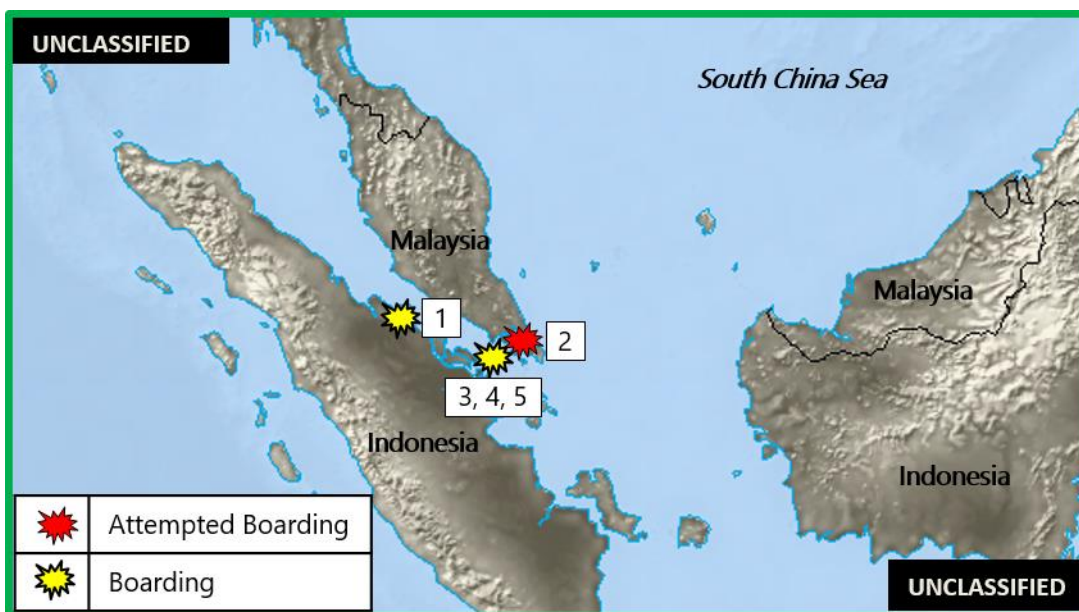 UNCLASSIFIED
South China Sea
Malaysia
Malaysia
1
2
3, 4, 5
Indonesia
Indonesia
Attempted Boarding
Boarding
UNCLASSIFIED